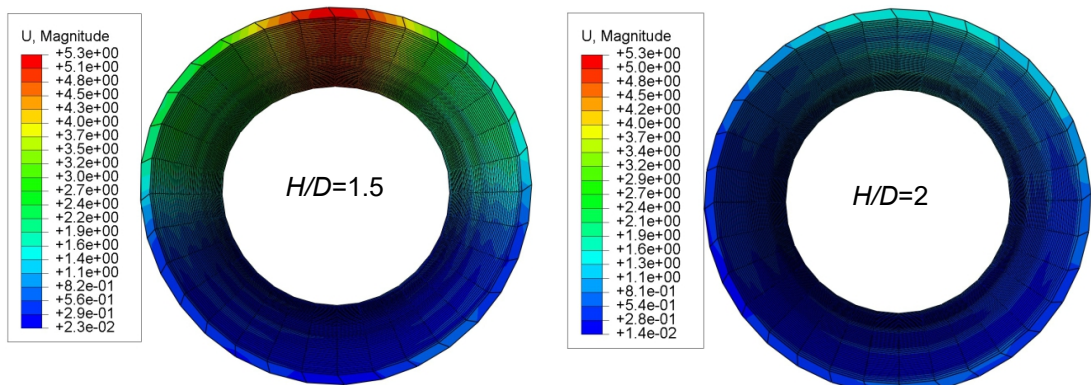 U, Magnitude
+5.3e+00
+5.1e+00
+4.8e+00
+4.5e+00
+4.3e+00
+4.0e+00
+3.7e+00
+3.5e+00
+3.2e+00
+3.0e+00
+2.7e+00
+2.4e+00
+2.2e+00
+1.9e+00
+1.6e+00
+1.4e+00
+1.1e+00
+8.2e-01
+5.6e-01
+2.9e-01
+2.3e-02
H/D=1.5
U, Magnitude
+5.3e+00
+5.0e+00
+4.8e+00
+4.5e+00
+4.2e+00
+4.0e+00
+3.7e+00
+3.4e+00
+3.2e+00
+2.9e+00
+2.7e+00
+2.4e+00
+2.1e+00
+1.9e+00
+1.6e+00
+1.3e+00
+1.1e+00
+8.1e-01
+5.4e-01
+2.8e-01
+1.4e-02
H/D=2